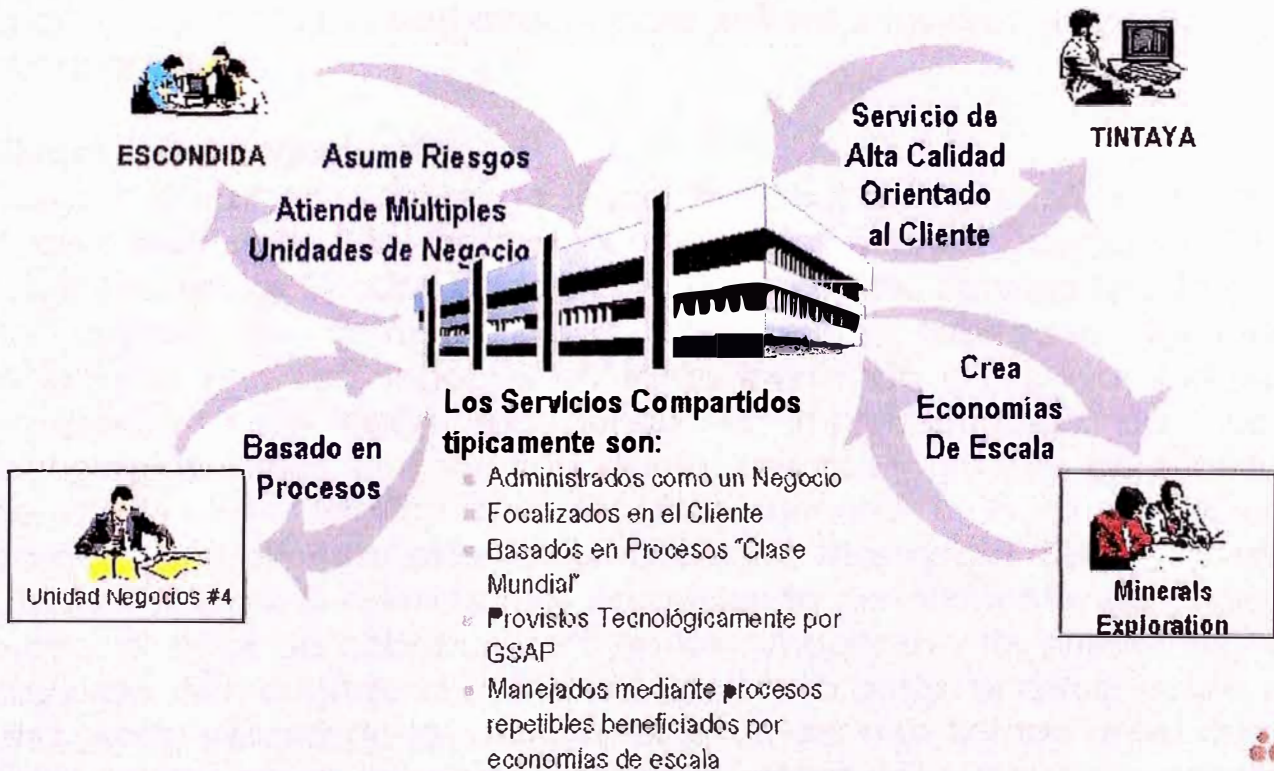 ESCONDIDA
Asume Riesgos
Atiende Múltiples
Unidades de Negocio
Servicio de
Alta Calidad
Orientado
al Cliente
TINTAYA
Basado en
Procesos
Unidad Negocios #4
Crea
Economías
De Escala
Minerals
Exploration
Los Servicios Compartidos
típicamente son:
Administrados como un Negocio
Focalizados en el Cliente
Basados en Procesos "Clase
Mundial"
Provistos Tecnológicamente por
GSAP
Manejados mediante procesos
repetibles beneficiados por
economías de escala